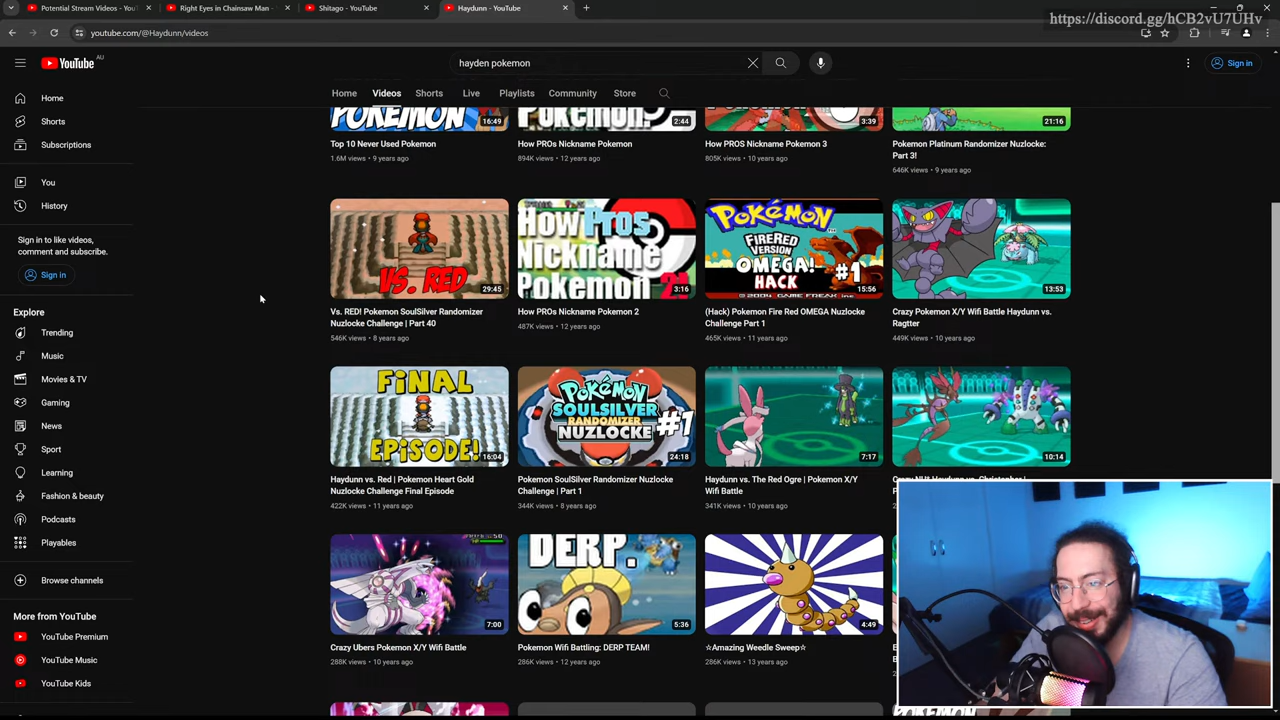 Potential Stream Videos - You
Right Eyes in Chainsaw Man -
Shitago - YouTube
Haydunn - YouTube
https://discord.gg/hCB2vU7UHv
youtube.com/@Haydunn/videos
YouTube AU
hayden pokemon
Sign in
Home
Videos
Shorts
Live
Playlists
Community
Store
Home
Shorts
Subscriptions
You
History
Sign in to like videos,
comment and subscribe.
Sign in
Explore
Trending
Music
Movies & TV
Gaming
News
Sport
Learning
Fashion & beauty
Podcasts
Playables
Browse channels
More from YouTube
YouTube Premium
YouTube Music
YouTube Kids
POKEMON
16:49
Top 10 Never Used Pokemon
1.6M views • 9 years ago
Pokemon?
2:44
How PROs Nickname Pokemon
894K views • 12 years ago
3:39
How PROS Nickname Pokemon 3
805K views • 10 years ago
21:16
Pokemon Platinum Randomizer Nuzlocke:
Part 3!
646K views • 9 years ago
VS. RED!
29:45
Vs. RED! Pokemon SoulSilver Randomizer
Nuzlocke Challenge | Part 40
546K views • 8 years ago
How Pros
Nickname
Pokemon 2!
3:16
How PROs Nickname Pokemon 2
487K views • 12 years ago
POKéMON
FIRERED
VERSION
OMEGA!
HACK #1
©2004 GAME FREAK inc.
15:56
(Hack) Pokemon Fire Red OMEGA Nuzlocke
Challenge Part 1
465K views • 11 years ago
13:53
Crazy Pokemon X/Y Wifi Battle Haydunn vs.
Ragtter
449K views • 10 years ago
FiNAL
EPiSODE!
16:04
Haydunn vs. Red | Pokemon Heart Gold
Nuzlocke Challenge Final Episode
422K views • 11 years ago
POKéMON
SOULSILVER
RANDOMIZER
NUZLOCKE
#1
24:18
Pokemon SoulSilver Randomizer Nuzlocke
Challenge | Part 1
344K views • 8 years ago
7:17
Haydunn vs. The Red Ogre | Pokemon X/Y
Wifi Battle
341K views • 10 years ago
10:14
7:00
Crazy Ubers Pokemon X/Y Wifi Battle
288K views • 10 years ago
DERP.
5:36
Pokemon Wifi Battling: DERP TEAM!
286K views • 12 years ago
4:49
☆Amazing Weedle Sweep☆
286K views • 13 years ago